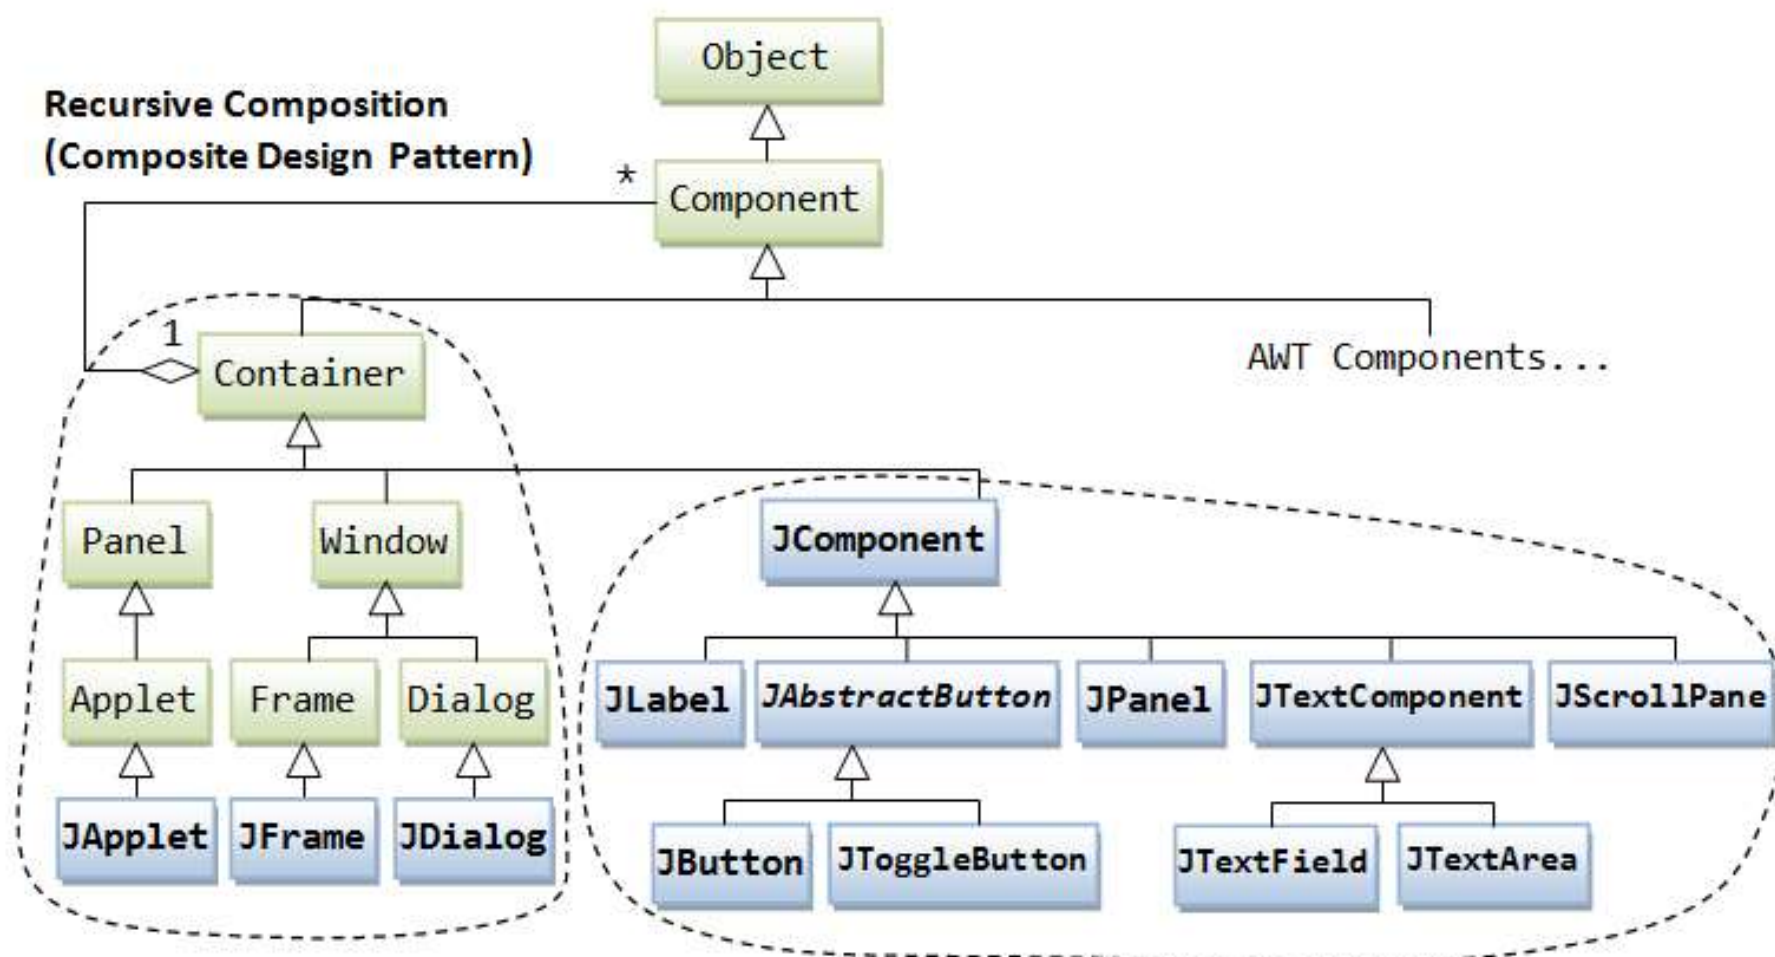 Object
Recursive Composition
(Composite Design Pattern)
*
Component
1
Container
AWT Components...
Panel
Window
JComponent
Applet
Frame
Dialog
JLabel
JAbstractButton
JPanel
JTextComponent
JScrollPane
JApplet
JFrame
JDialog
JButton
JToggleButton
JTextField
JTextArea